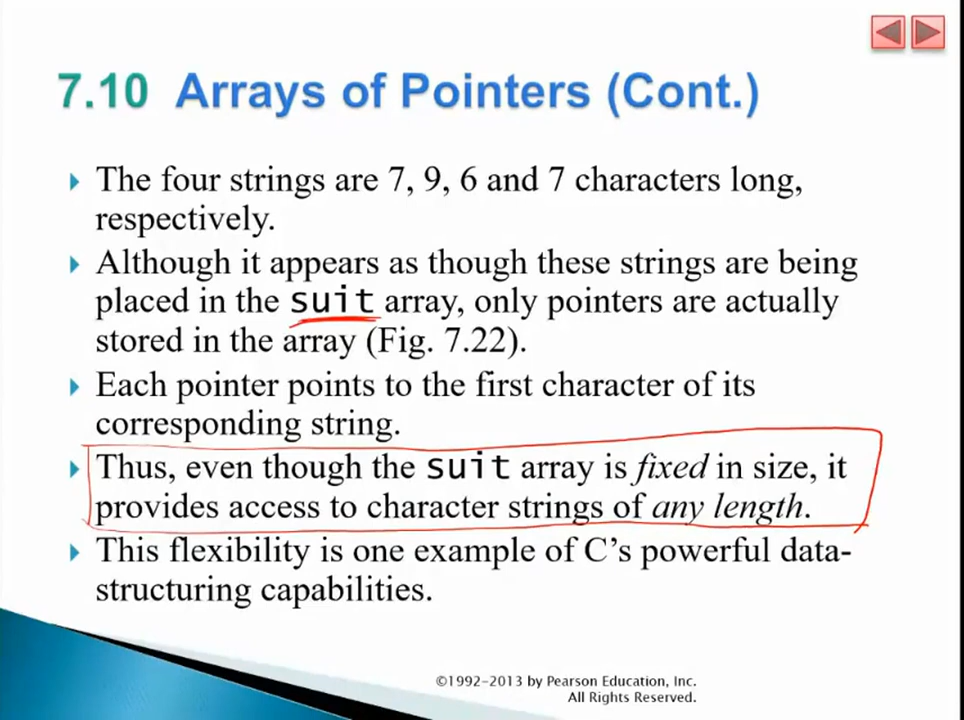 7.10 Arrays of Pointers (Cont.)
The four strings are 7, 9, 6 and 7 characters long,
respectively.
Although it appears as though these strings are being
placed in the suit array, only pointers are actually
stored in the array (Fig. 7.22).
Each pointer points to the first character of its
corresponding string.
Thus, even though the suit array is fixed in size, it
provides access to character strings of any length.
This flexibility is one example of C’s powerful data-
structuring capabilities.
©1992-2013 by Pearson Education, Inc.
All Rights Reserved.